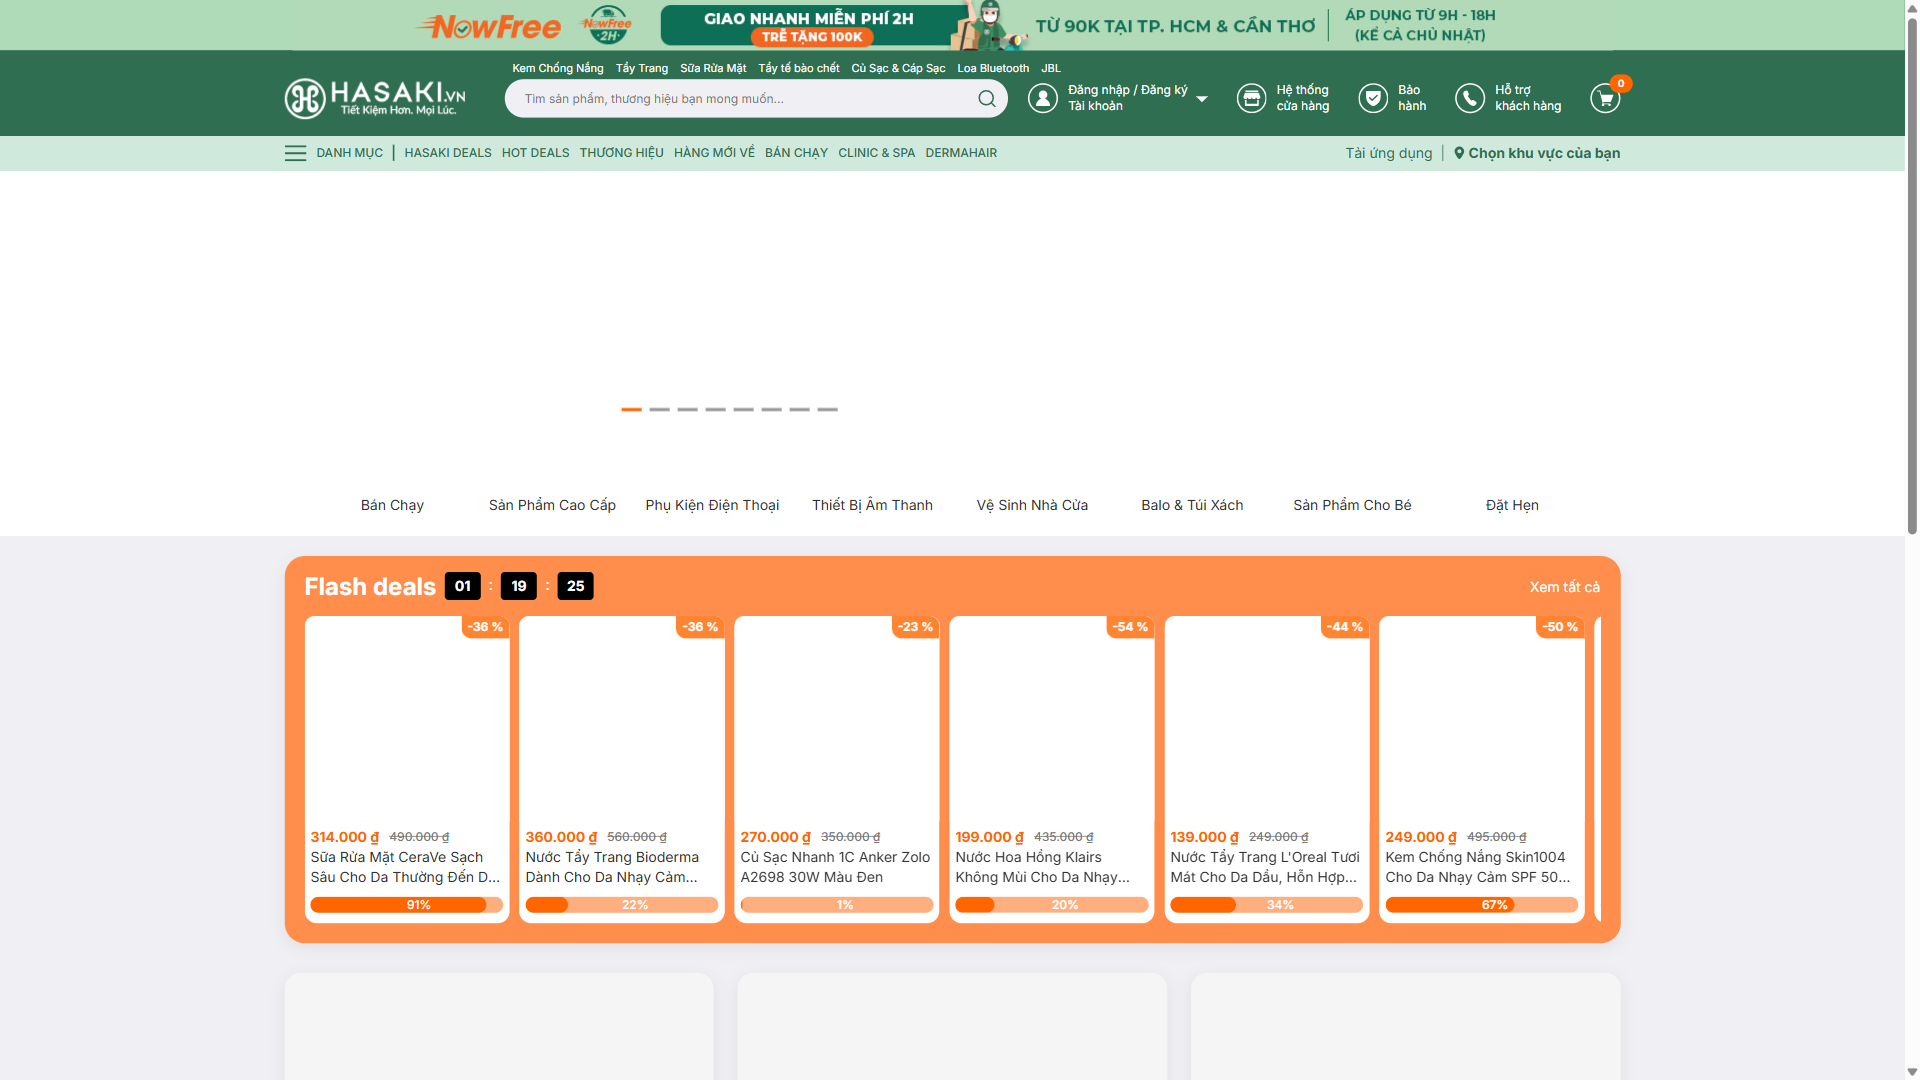 NowFree
NowFree
2H
GIAO NHANH MIỄN PHÍ 2H
TRỄ TẶNG 100K
TỪ 90K TẠI TP. HCM & CẦN THƠ
ÁP DỤNG TỪ 9H - 18H
(KỂ CẢ CHỦ NHẬT)
Kem Chống Nắng Tẩy Trang Sữa Rửa Mặt Tẩy tế bào chết Củ Sạc & Cáp Sạc Loa Bluetooth JBL
HASAKI.VN
Tiết Kiệm Hơn. Mọi Lúc.
Tìm sản phẩm, thương hiệu bạn mong muốn...
Đăng nhập / Đăng ký
Tài khoản
Hệ thống
cửa hàng
Bảo
hành
Hỗ trợ
khách hàng
0
DANH MỤC | HASAKI DEALS HOT DEALS THƯƠNG HIỆU HÀNG MỚI VỀ BÁN CHẠY CLINIC & SPA DERMAHAIR
Tải ứng dụng | Chọn khu vực của bạn
Bán Chạy Sản Phẩm Cao Cấp Phụ Kiện Điện Thoại Thiết Bị Âm Thanh Vệ Sinh Nhà Cửa Balo & Túi Xách Sản Phẩm Cho Bé Đặt Hẹn
Flash deals 01 : 19 : 25
Xem tất cả
-36 %
314.000 ₫ 490.000 ₫
Sữa Rửa Mặt CeraVe Sạch
Sâu Cho Da Thường Đến D...
91%
-36 %
360.000 ₫ 560.000 ₫
Nước Tẩy Trang Bioderma
Dành Cho Da Nhạy Cảm...
22%
-23 %
270.000 ₫ 350.000 ₫
Củ Sạc Nhanh 1C Anker Zolo
A2698 30W Màu Đen
1%
-54 %
199.000 ₫ 435.000 ₫
Nước Hoa Hồng Klairs
Không Mùi Cho Da Nhạy...
20%
-44 %
139.000 ₫ 249.000 ₫
Nước Tẩy Trang L'Oreal Tươi
Mát Cho Da Dầu, Hỗn Hợp...
34%
-50 %
249.000 ₫ 495.000 ₫
Kem Chống Nắng Skin1004
Cho Da Nhạy Cảm SPF 50...
67%